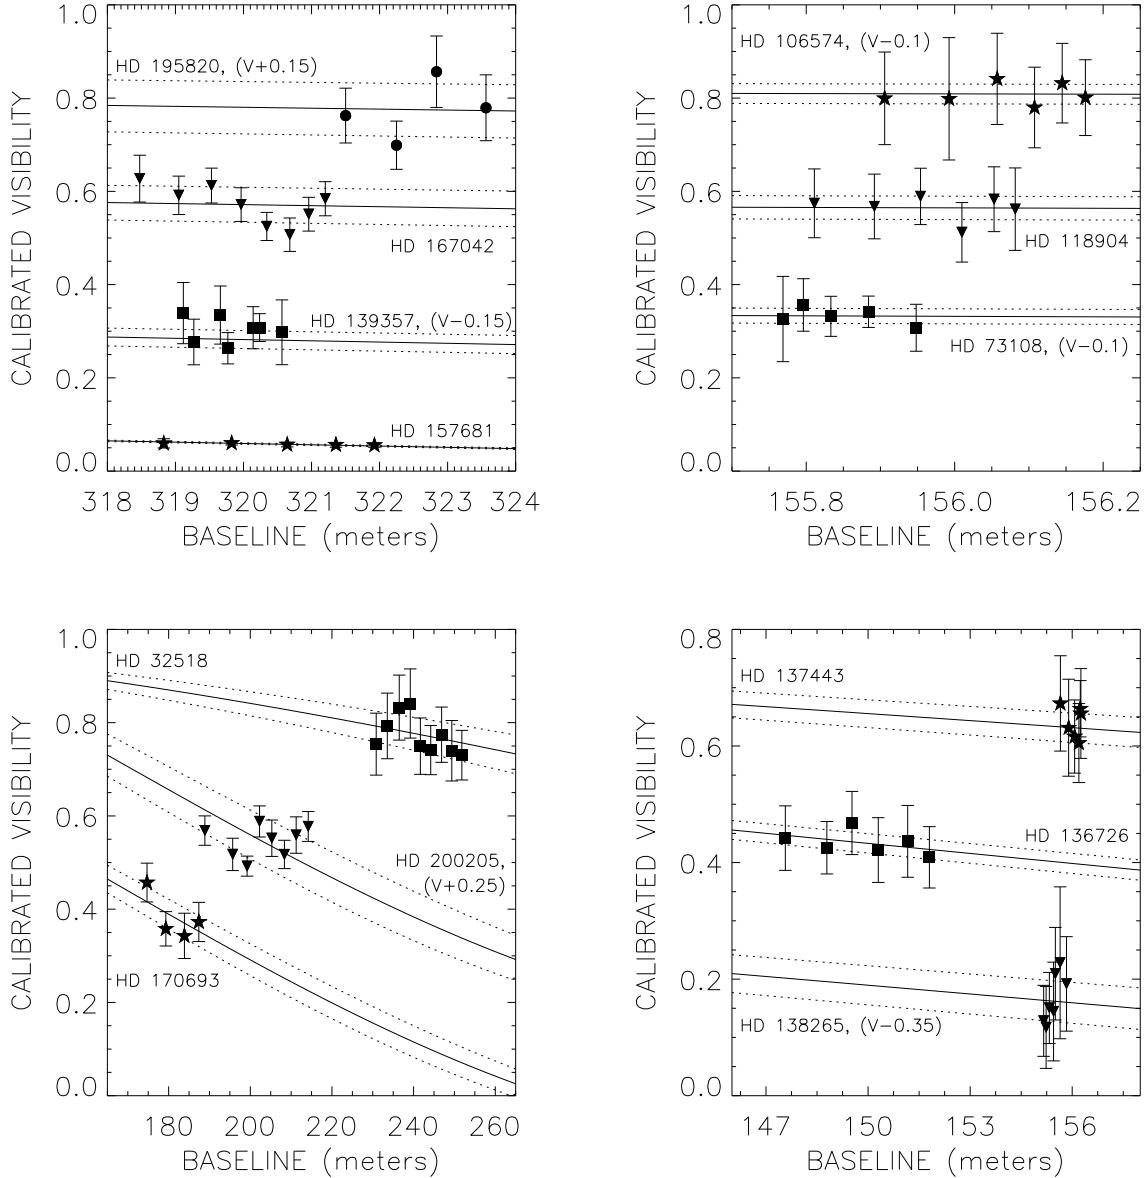 1.0
0.8
0.6
0.4
0.2
0.0
CALIBRATED VISIBILITY
HD 195820, (V+0.15)
HD 167042
HD 139357, (V−0.15)
HD 157681
318 319 320 321 322 323 324
BASELINE (meters)
1.0
0.8
0.6
0.4
0.2
0.0
CALIBRATED VISIBILITY
HD 106574, (V−0.1)
HD 118904
HD 73108, (V−0.1)
155.8 156.0 156.2
BASELINE (meters)
1.0
0.8
0.6
0.4
0.2
0.0
CALIBRATED VISIBILITY
HD 32518
HD 200205,
(V+0.25)
HD 170693
180 200 220 240 260
BASELINE (meters)
0.8
0.6
0.4
0.2
0.0
CALIBRATED VISIBILITY
HD 137443
HD 136726
HD 138265, (V−0.35)
147 150 153 156
BASELINE (meters)